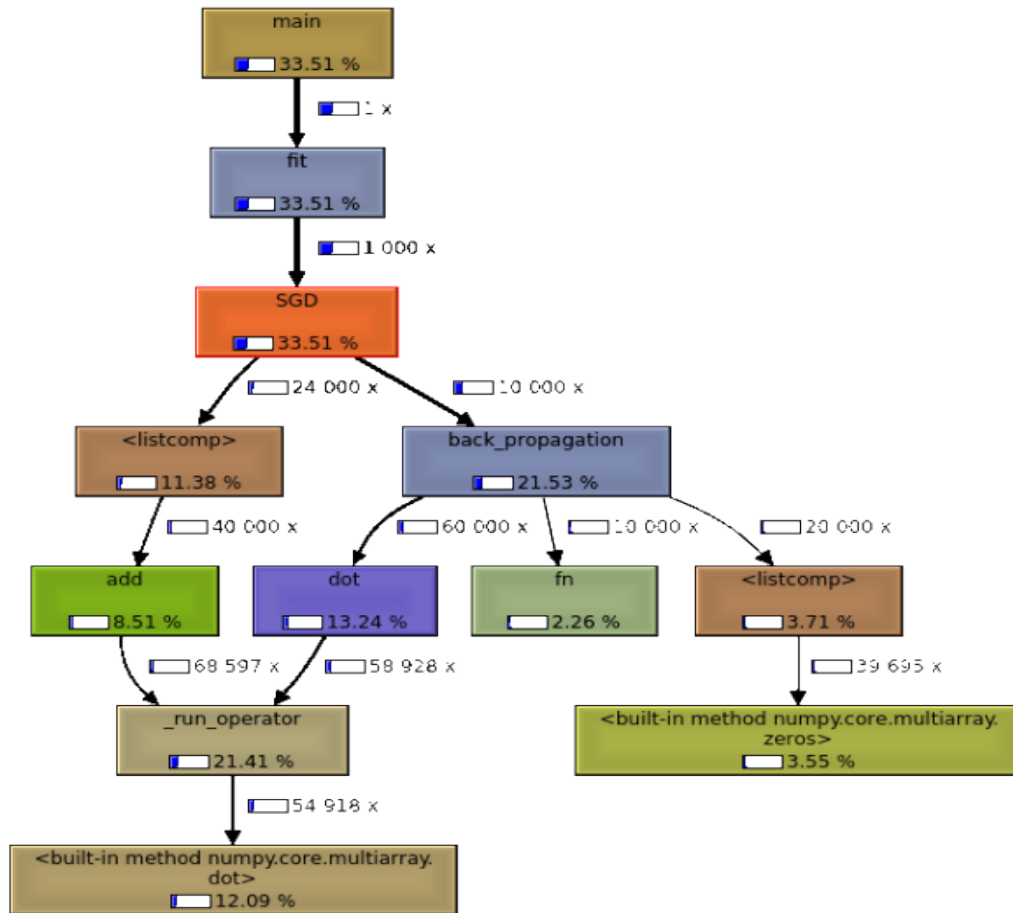 main
33.51 %
1 x
fit
33.51 %
1 000 x
SGD
33.51 %
24 000 x
10 000 x
<listcomp>
11.38 %
back_propagation
21.53 %
40 000 x
60 000 x
10 000 x
20 000 x
add
8.51 %
dot
13.24 %
fn
2.26 %
<listcomp>
3.71 %
68 597 x
58 928 x
39 695 x
_run_operator
21.41 %
<built-in method numpy.core.multiarray.
zeros>
3.55 %
54 918 x
<built-in method numpy.core.multiarray.
dot>
12.09 %